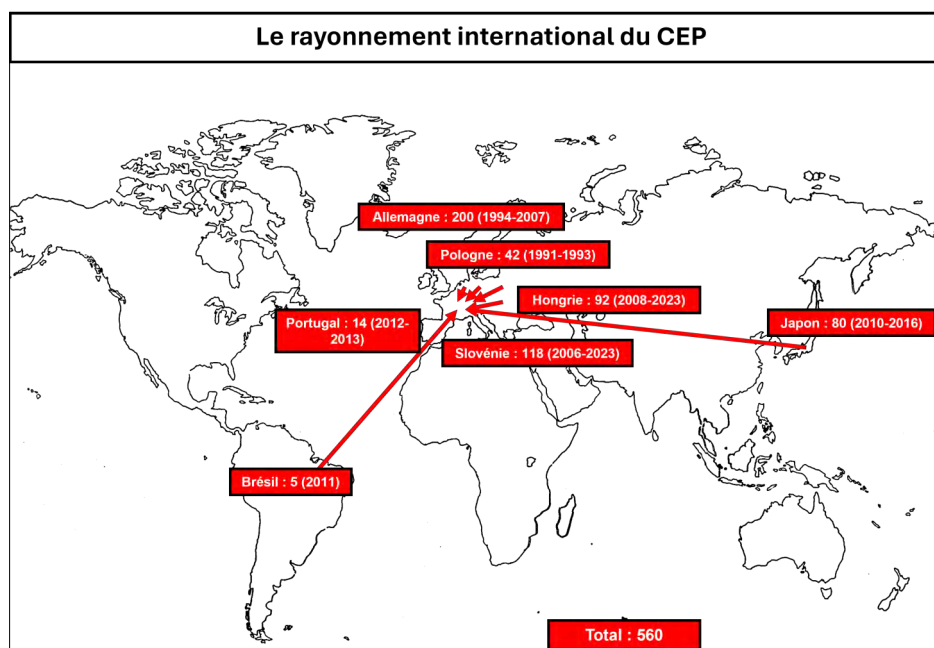 Le rayonnement international du CEP
Allemagne : 200 (1994-2007)
Pologne : 42 (1991-1993)
Hongrie : 92 (2008-2023)
Portugal : 14 (2012-
2013)
Japon : 80 (2010-2016)
Slovénie : 118 (2006-2023)
Brésil : 5 (2011)
Total : 560